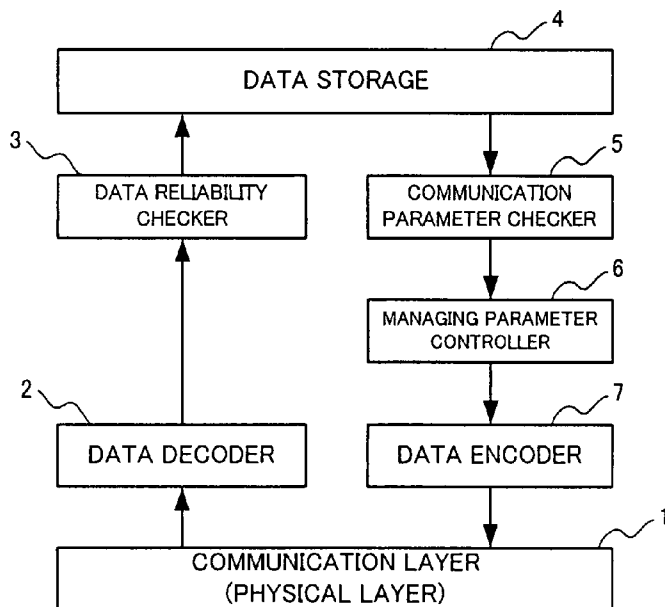 4
DATA STORAGE
3
DATA RELIABILITY
CHECKER
5
COMMUNICATION
PARAMETER CHECKER
6
MANAGING PARAMETER
CONTROLLER
2
DATA DECODER
7
DATA ENCODER
1
COMMUNICATION LAYER
(PHYSICAL LAYER)